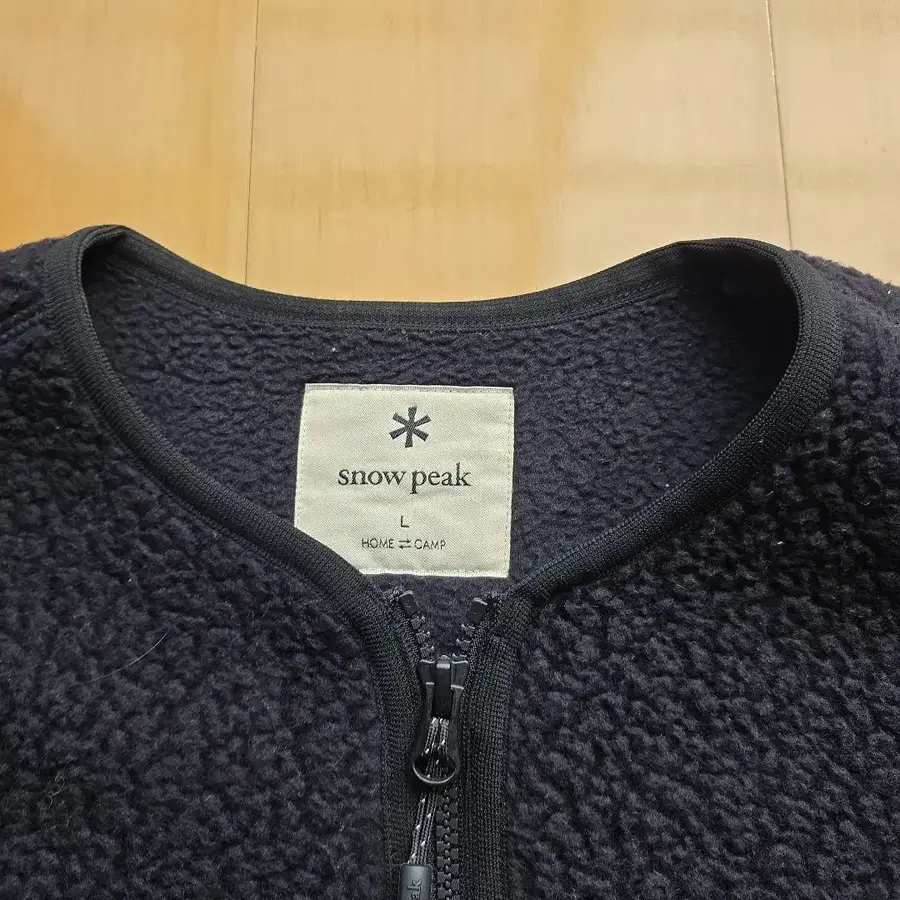 snow peak
L
HOME ⇄ CAMP